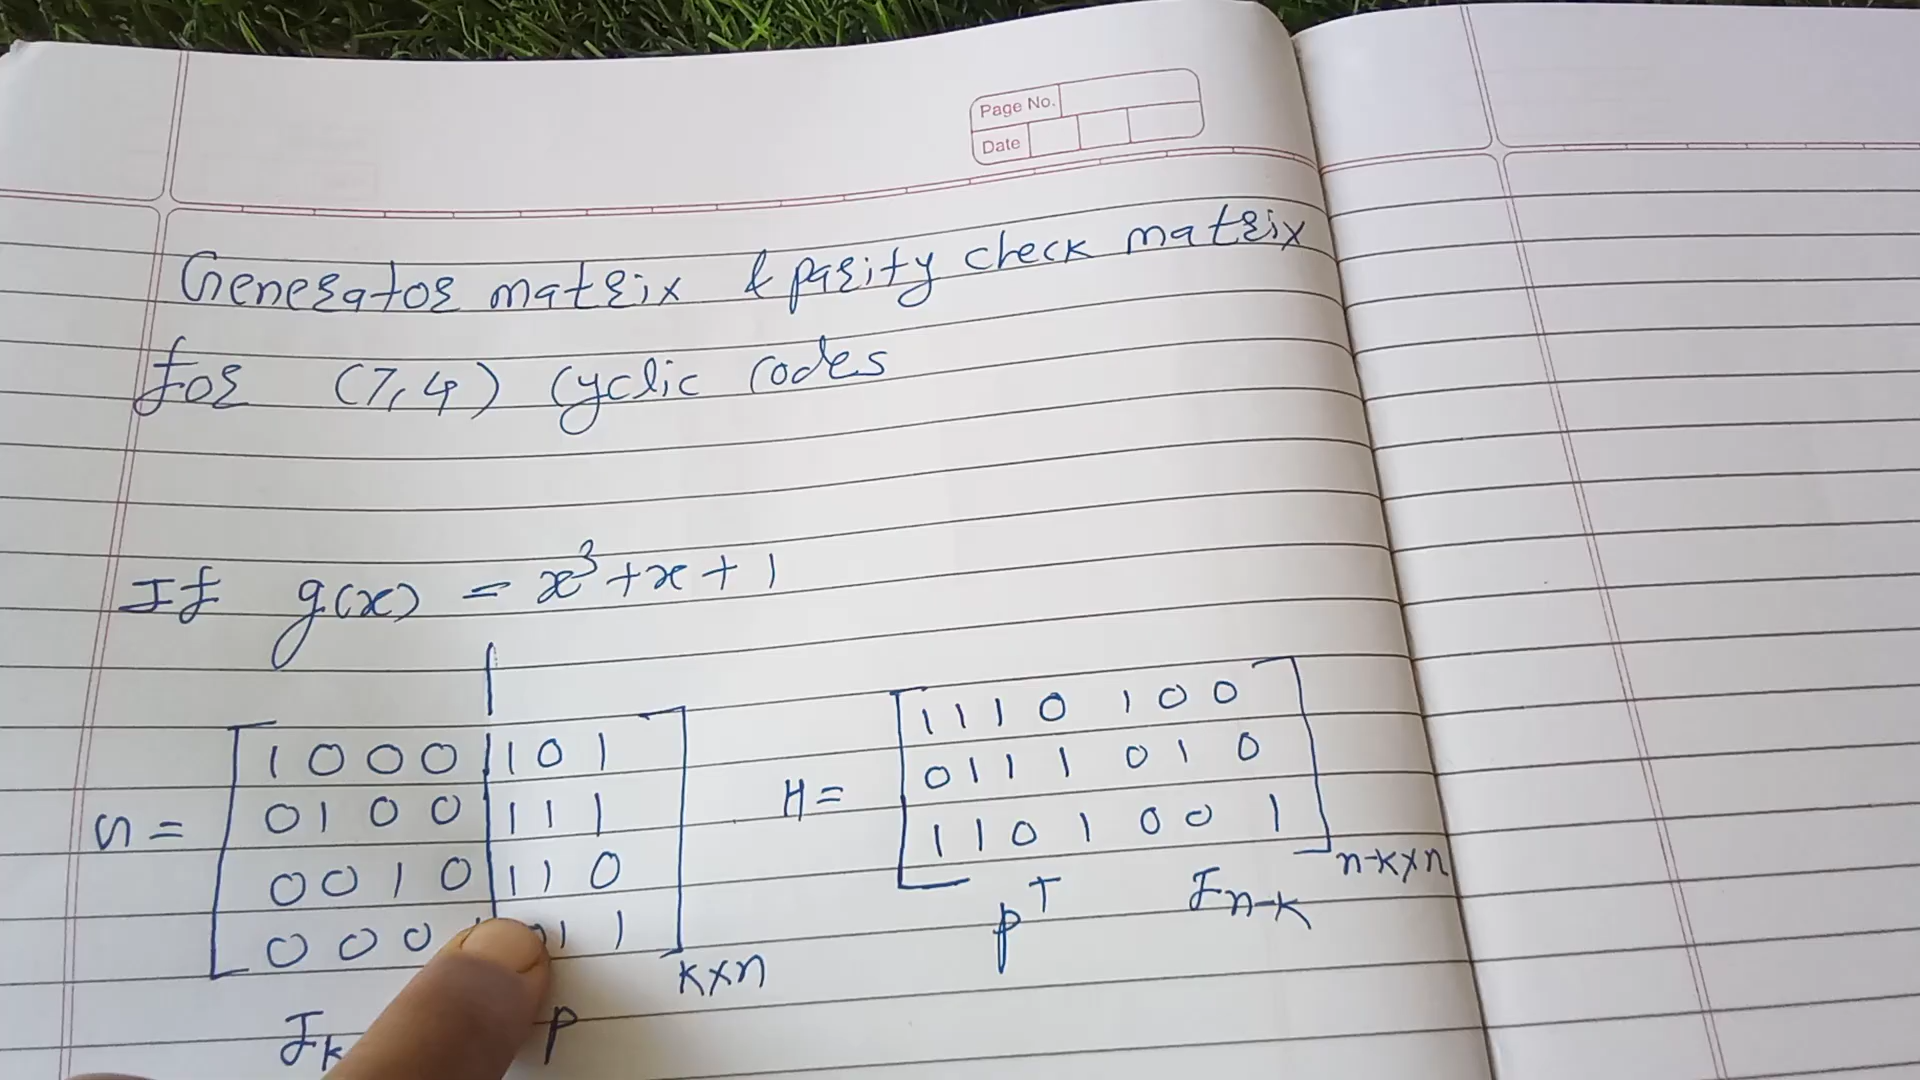 Page No.
Date
Generator matrix & parity check matrix
for (7,4) cyclic codes
If g(x) = x³+x+1
G = [1 0 0 0 | 1 0 1
0 1 0 0 | 1 1 1
0 0 1 0 | 1 1 0
0 0 0 1 1] k×n
Ik P
H = [1 1 1 0 1 0 0
0 1 1 1 0 1 0
1 1 0 1 0 0 1] n-k×n
P^T In-k